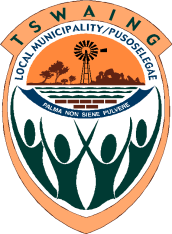 TSWAING
LOCAL MUNICIPALITY/PUSOSELEGAE
PALMA NON SIENE PULVERE